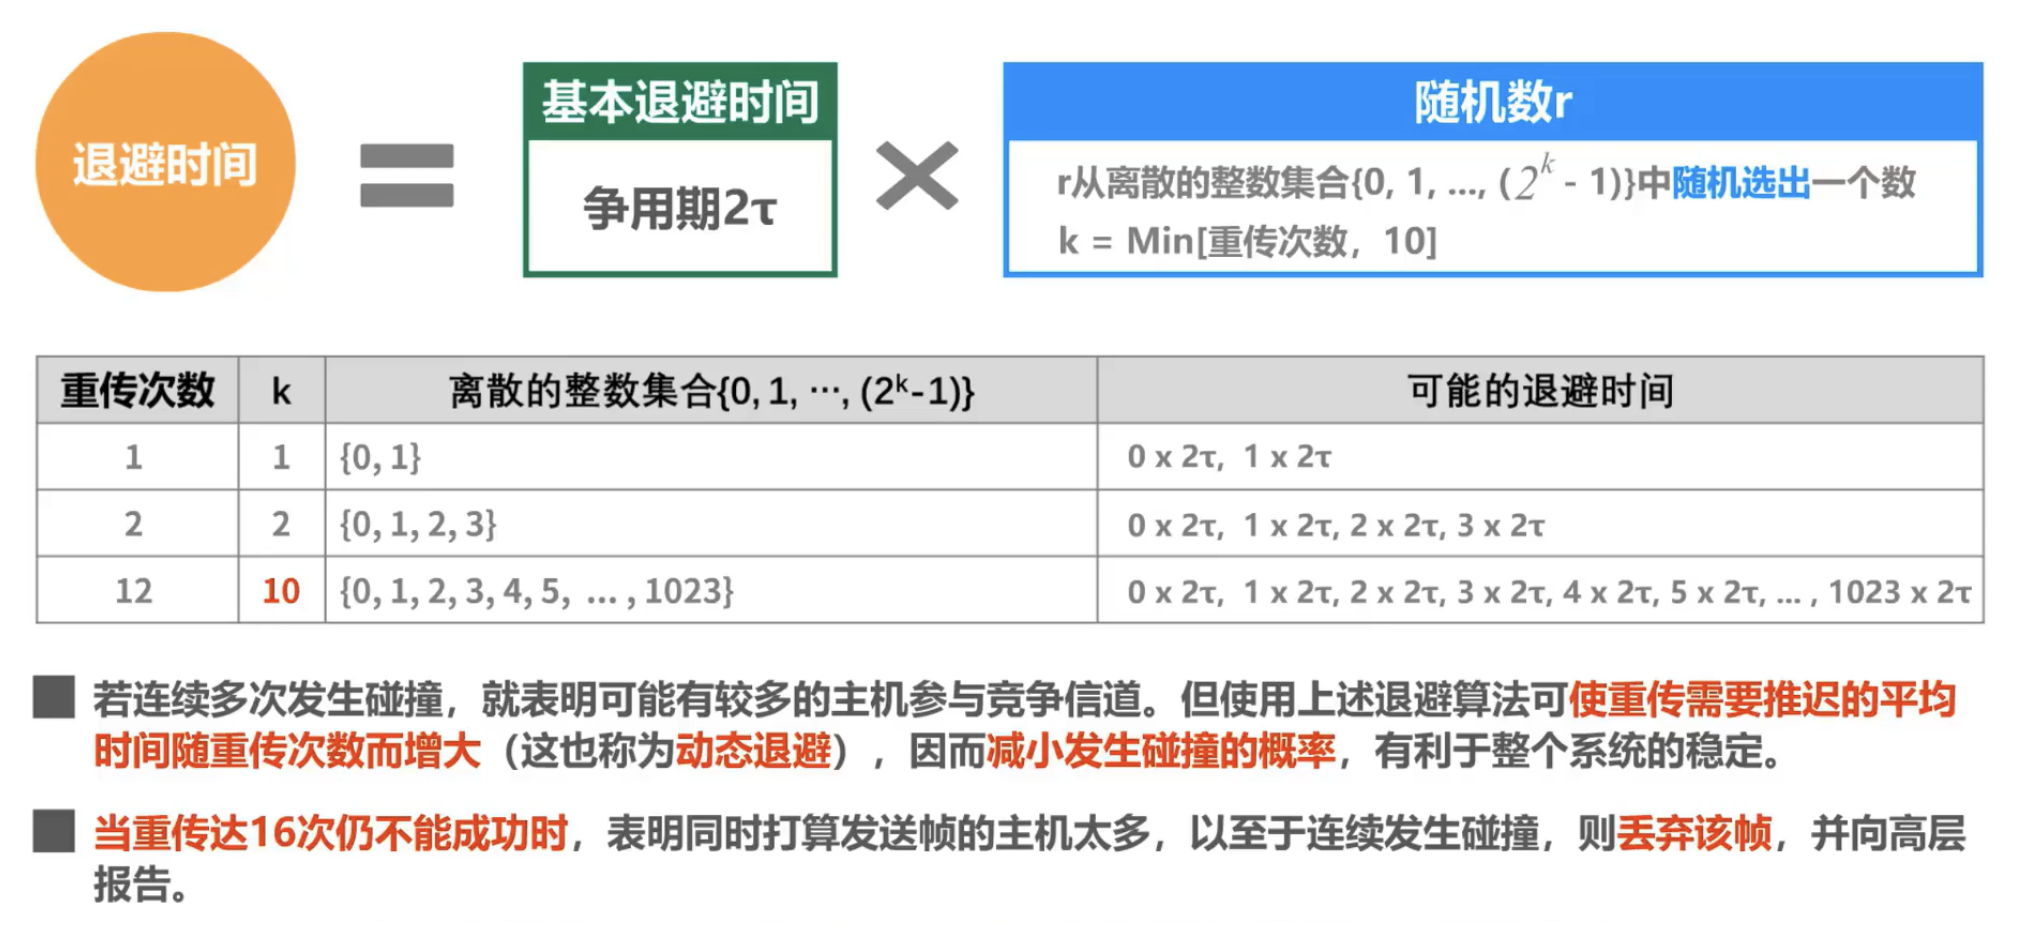 退避时间
=
基本退避时间
争用期2τ
×
随机数r
r从离散的整数集合{0, 1, ..., (2^k - 1)}中随机选出一个数
k = Min[重传次数，10]
重传次数 k 离散的整数集合{0, 1, ···, (2^k-1)} 可能的退避时间
1 1 {0, 1} 0 x 2τ, 1 x 2τ
2 2 {0, 1, 2, 3} 0 x 2τ, 1 x 2τ, 2 x 2τ, 3 x 2τ
12 10 {0, 1, 2, 3, 4, 5, ... , 1023} 0 x 2τ, 1 x 2τ, 2 x 2τ, 3 x 2τ, 4 x 2τ, 5 x 2τ, ... , 1023 x 2τ
若连续多次发生碰撞，就表明可能有较多的主机参与竞争信道。但使用上述退避算法可使重传需要推迟的平均
时间随重传次数而增大（这也称为动态退避），因而减小发生碰撞的概率，有利于整个系统的稳定。
当重传达16次仍不能成功时，表明同时打算发送帧的主机太多，以至于连续发生碰撞，则丢弃该帧，并向高层
报告。